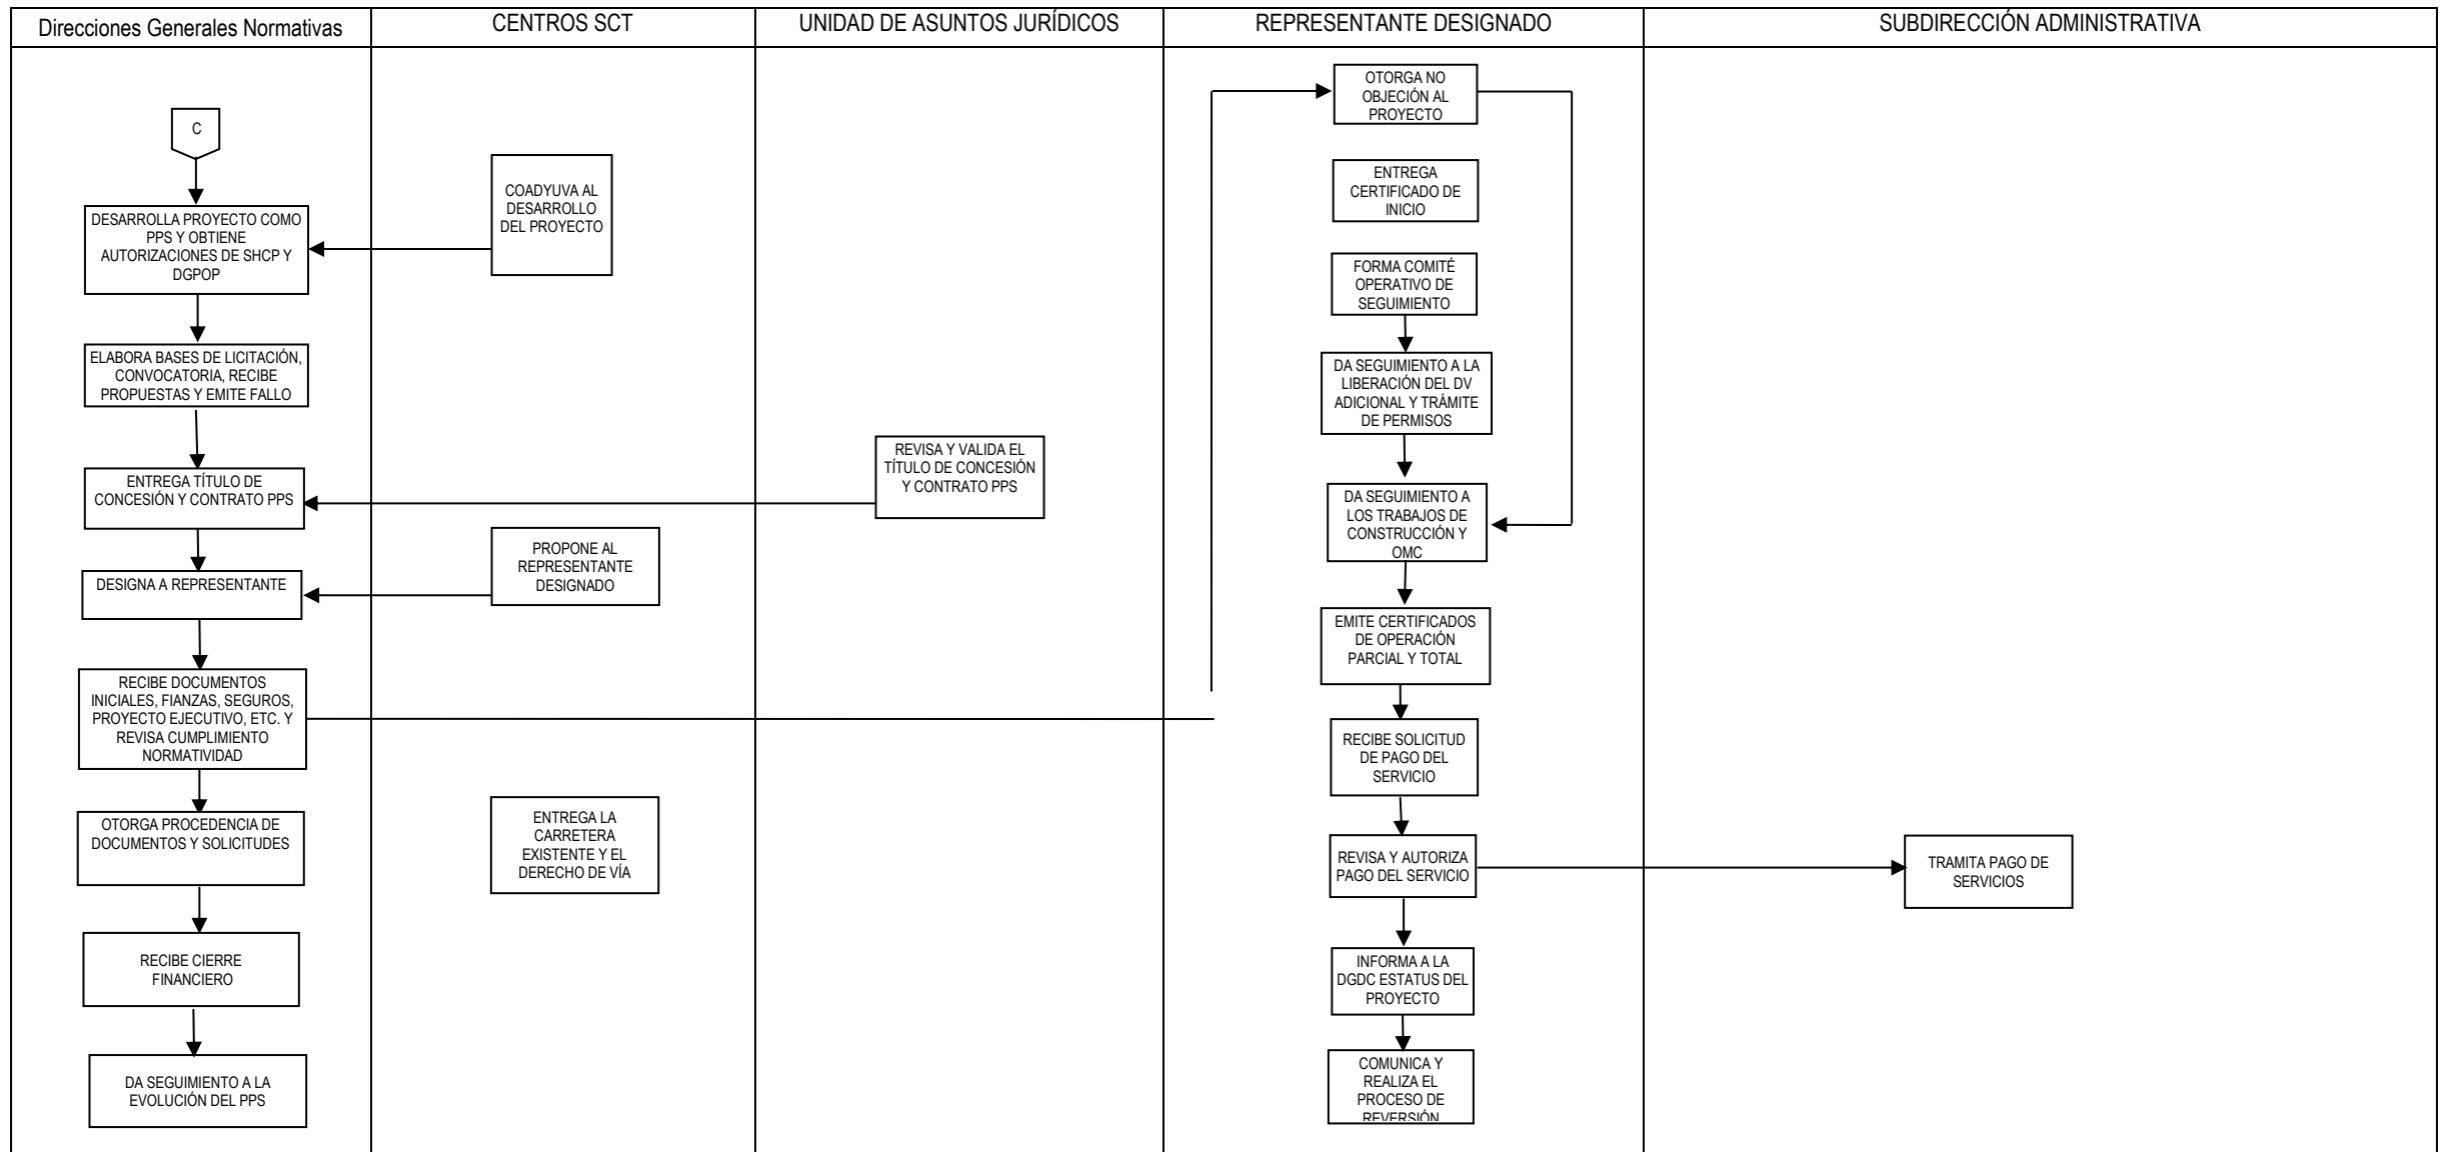 Direcciones Generales Normativas
CENTROS SCT
UNIDAD DE ASUNTOS JURÍDICOS
REPRESENTANTE DESIGNADO
SUBDIRECCIÓN ADMINISTRATIVA
C
DESARROLLA PROYECTO COMO
PPS Y OBTIENE
AUTORIZACIONES DE SHCP Y
DGPOP
ELABORA BASES DE LICITACIÓN,
CONVOCATORIA, RECIBE
PROPUESTAS Y EMITE FALLO
ENTREGA TÍTULO DE
CONCESIÓN Y CONTRATO PPS
DESIGNA A REPRESENTANTE
RECIBE DOCUMENTOS
INICIALES, FIANZAS, SEGUROS,
PROYECTO EJECUTIVO, ETC. Y
REVISA CUMPLIMIENTO
NORMATIVIDAD
OTORGA PROCEDENCIA DE
DOCUMENTOS Y SOLICITUDES
RECIBE CIERRE
FINANCIERO
DA SEGUIMIENTO A LA
EVOLUCIÓN DEL PPS
COADYUVA AL
DESARROLLO
DEL PROYECTO
PROPONE AL
REPRESENTANTE
DESIGNADO
ENTREGA LA
CARRETERA
EXISTENTE Y EL
DERECHO DE VÍA
REVISA Y VALIDA EL
TÍTULO DE CONCESIÓN
Y CONTRATO PPS
OTORGA NO
OBJECIÓN AL
PROYECTO
ENTREGA
CERTIFICADO DE
INICIO
FORMA COMITÉ
OPERATIVO DE
SEGUIMIENTO
DA SEGUIMIENTO A LA
LIBERACIÓN DEL DV
ADICIONAL Y TRÁMITE
DE PERMISOS
DA SEGUIMIENTO A
LOS TRABAJOS DE
CONSTRUCCIÓN Y
OMC
EMITE CERTIFICADOS
DE OPERACIÓN
PARCIAL Y TOTAL
RECIBE SOLICITUD
DE PAGO DEL
SERVICIO
REVISA Y AUTORIZA
PAGO DEL SERVICIO
INFORMA A LA
DGDC ESTATUS DEL
PROYECTO
COMUNICA Y
REALIZA EL
PROCESO DE
REVERSIÓN
TRAMITA PAGO DE
SERVICIOS